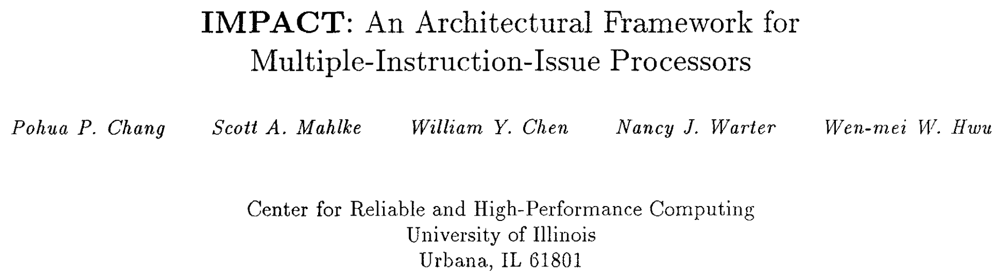 IMPACT: An Architectural Framework for
Multiple-Instruction-Issue Processors
Pohua P. Chang Scott A. Mahlke William Y. Chen Nancy J. Warter Wen-mei W. Hwu
Center for Reliable and High-Performance Computing
University of Illinois
Urbana, IL 61801